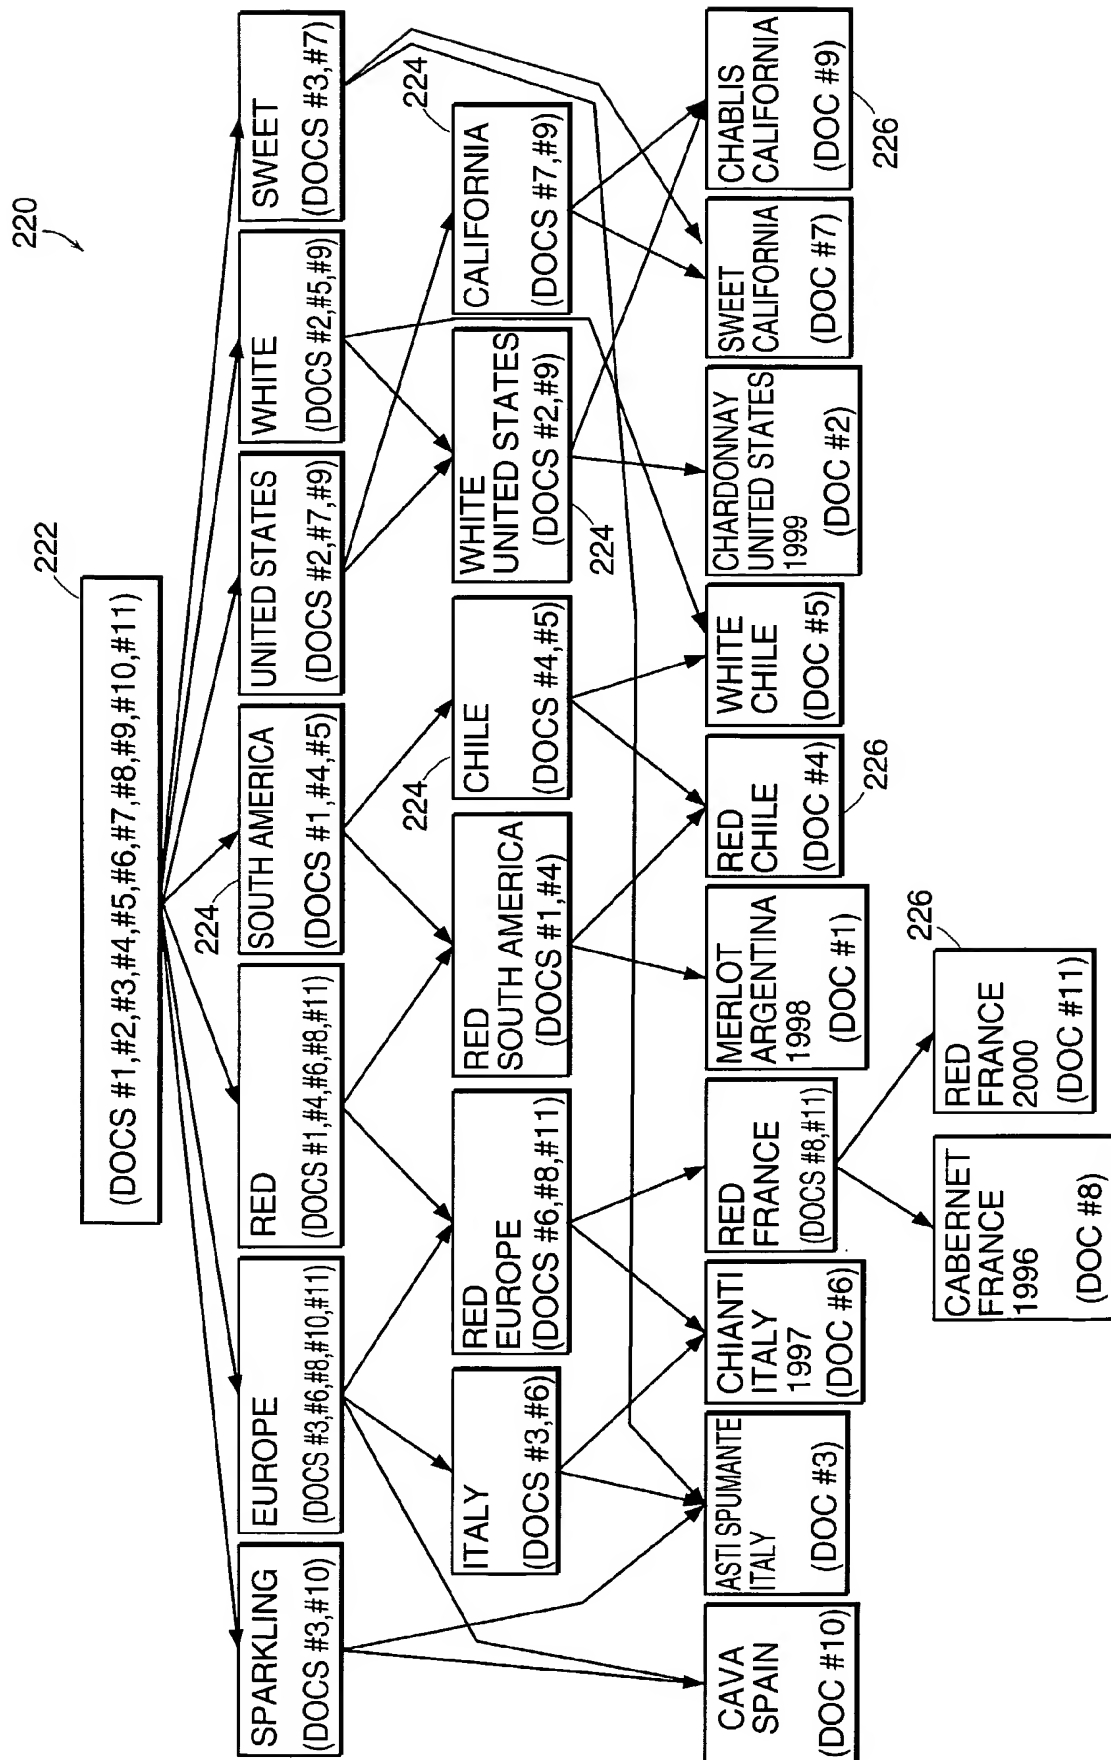 220
222
(DOCS #1,#2,#3,#4,#5,#6,#7,#8,#9,#10,#11)
SPARKLING
(DOCS #3,#10)
EUROPE
(DOCS #3,#6,#8,#10,#11)
RED
(DOCS #1,#4,#6,#8,#11)
224
SOUTH AMERICA
(DOCS #1,#4,#5)
UNITED STATES
(DOCS #2,#7,#9)
WHITE
(DOCS #2,#5,#9)
SWEET
(DOCS #3,#7)
ITALY
(DOCS #3,#6)
RED
EUROPE
(DOCS #6,#8,#11)
RED
SOUTH AMERICA
(DOCS #1,#4)
224
CHILE
(DOCS #4,#5)
WHITE
UNITED STATES
(DOCS #2,#9)
224
224
CALIFORNIA
(DOCS #7,#9)
CAVA
SPAIN
(DOC #10)
ASTI SPUMANTE
ITALY
(DOC #3)
CHIANTI
ITALY
1997
(DOC #6)
RED
FRANCE
(DOCS #8,#11)
MERLOT
ARGENTINA
1998
(DOC #1)
RED
CHILE
(DOC #4)
226
WHITE
CHILE
(DOC #5)
CHARDONNAY
UNITED STATES
1999
(DOC #2)
SWEET
CALIFORNIA
(DOC #7)
CHABLIS
CALIFORNIA
(DOC #9)
226
CABERNET
FRANCE
1996
(DOC #8)
226
RED
FRANCE
2000
(DOC #11)